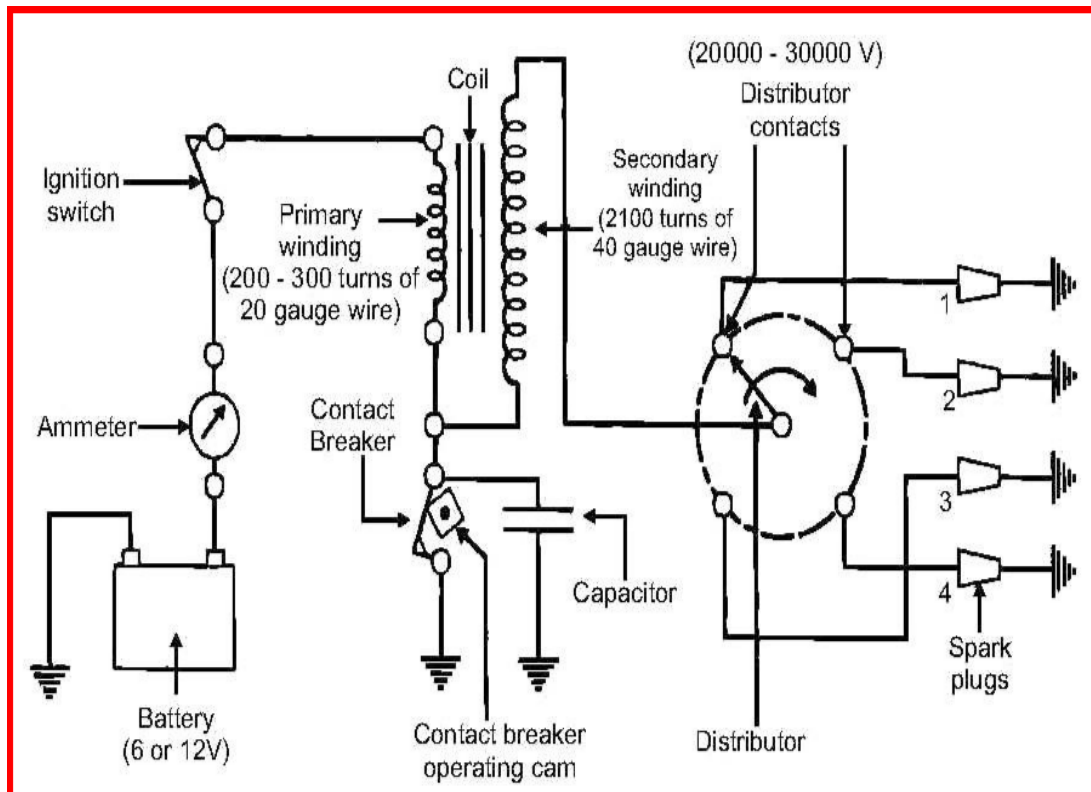 (20000 - 30000 V)
Distributor
contacts
Coil
Ignition
switch
Primary
winding
(200 - 300 turns of
20 gauge wire)
Secondary
winding
(2100 turns of
40 gauge wire)
1
2
3
4
Ammeter
Contact
Breaker
Capacitor
Spark
plugs
Battery
(6 or 12V)
Contact breaker
operating cam
Distributor